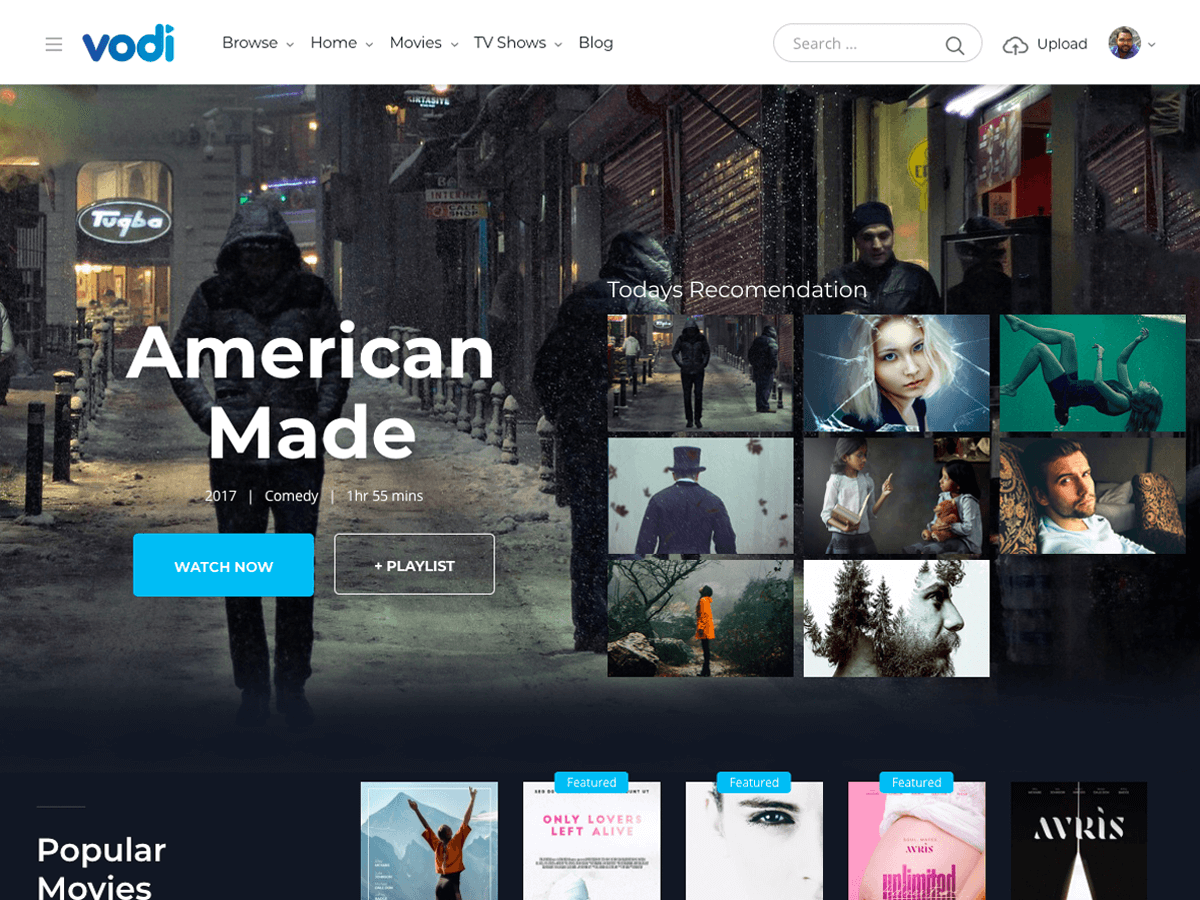 vodi
Browse
Home
Movies
TV Shows
Blog
Search ...
Upload
Tugba
INTERNET
CALL
SHOP
Todays Recomendation
American
Made
2017 | Comedy | 1hr 55 mins
WATCH NOW
+ PLAYLIST
Popular
Movies
Featured
ONLY LOVERS
LEFT ALIVE
Featured
Featured
AVRIS
unlimited
AVRIS